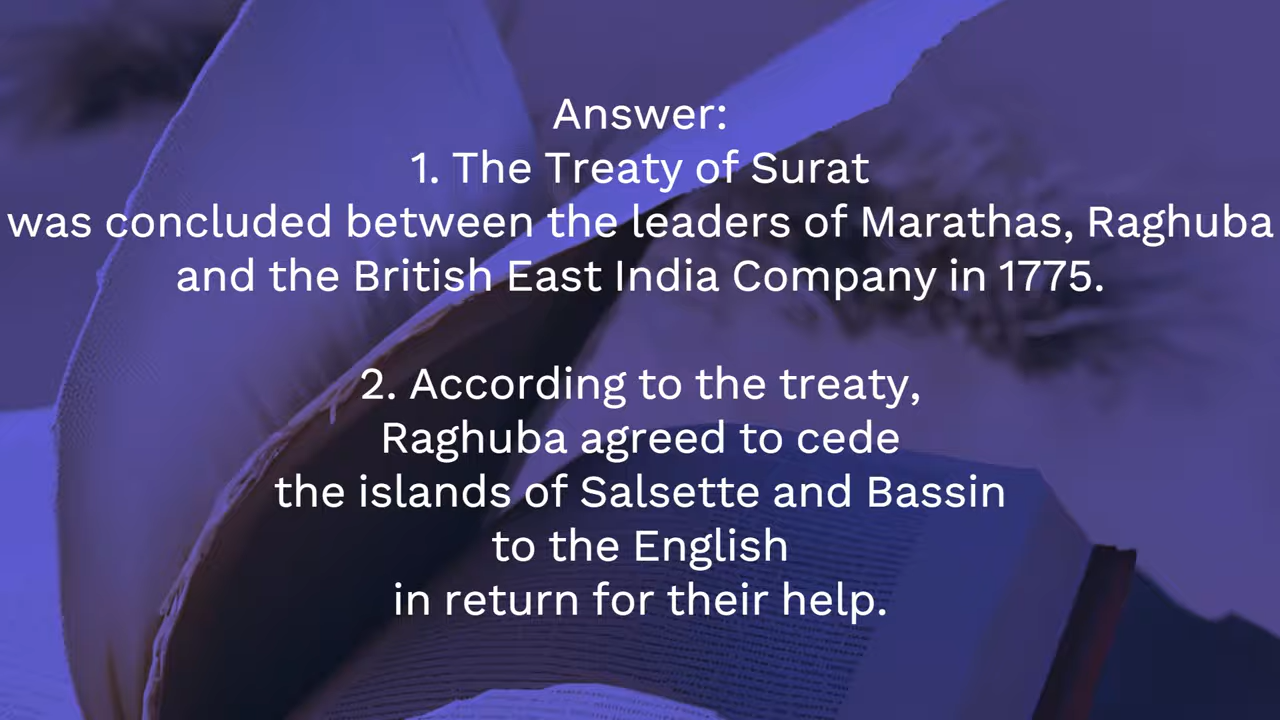 Answer:
1. The Treaty of Surat
was concluded between the leaders of Marathas, Raghuba
and the British East India Company in 1775.
2. According to the treaty,
Raghuba agreed to cede
the islands of Salsette and Bassin
to the English
in return for their help.